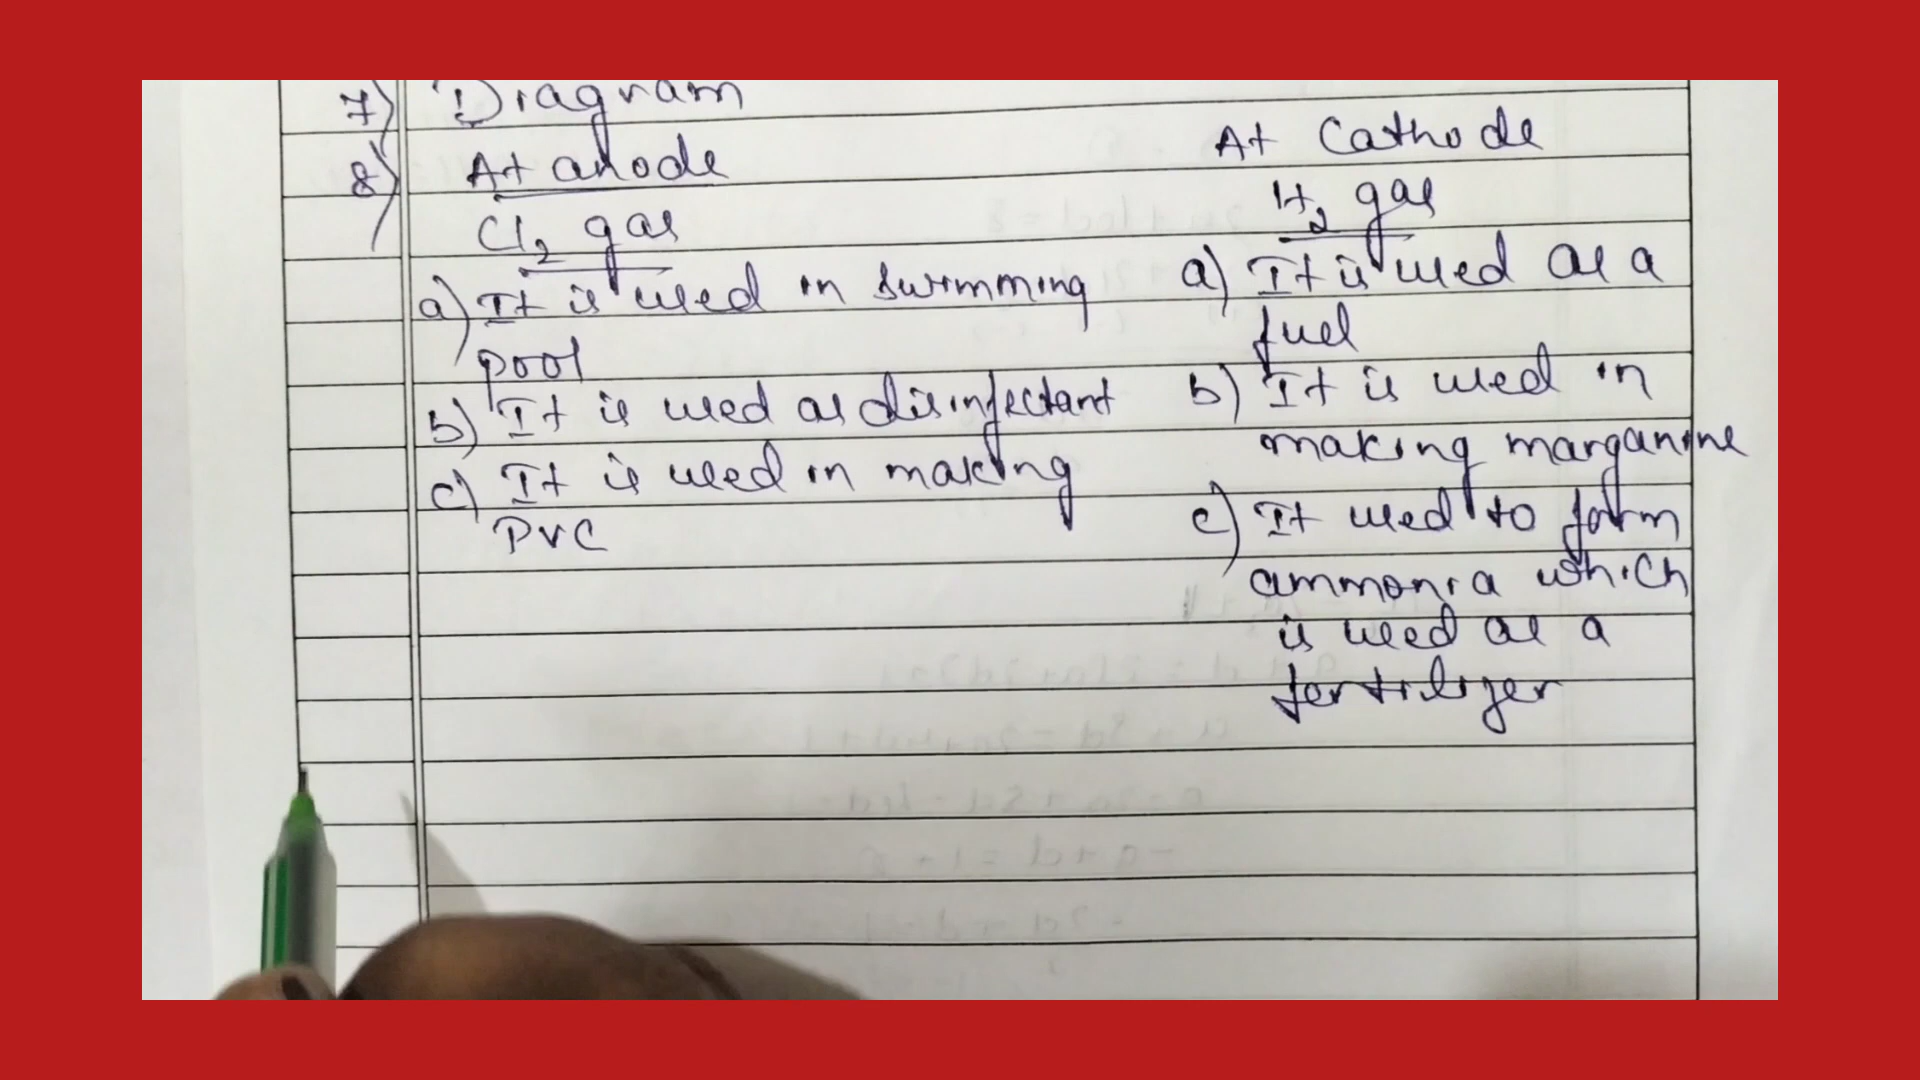 7) Diagram
8) At anode
Cl2 gas
a) It is used in swimming
pool
b) It is used as disinfectant
c) It is used in making
PVC
At Cathode
H2 gas
a) It is used as a
fuel
b) It is used in
making marganine
c) It used to form
ammonia which
is used as a
fertilizer